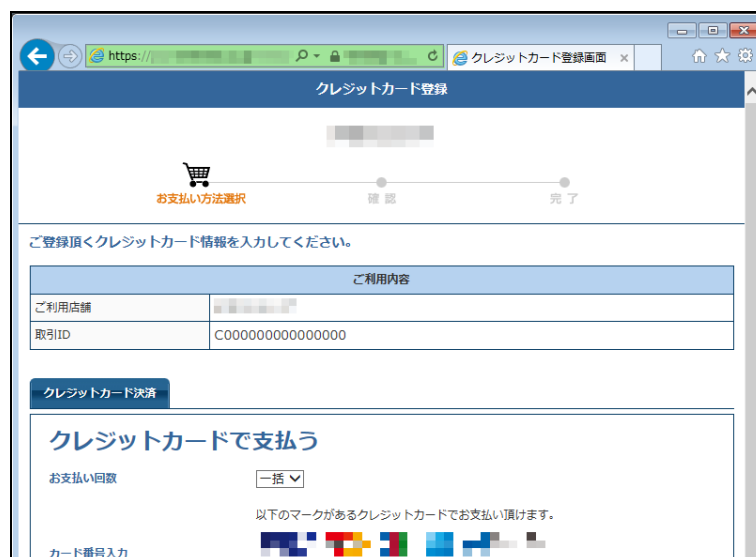 https://
クレジットカード登録画面
クレジットカード登録
お支払い方法選択
確認
完了
ご登録頂くクレジットカード情報を入力してください。
ご利用内容
ご利用店舗
取引ID
C000000000000000
クレジットカード決済
クレジットカードで支払う
お支払い回数
一括
以下のマークがあるクレジットカードでお支払い頂けます。
カード番号入力